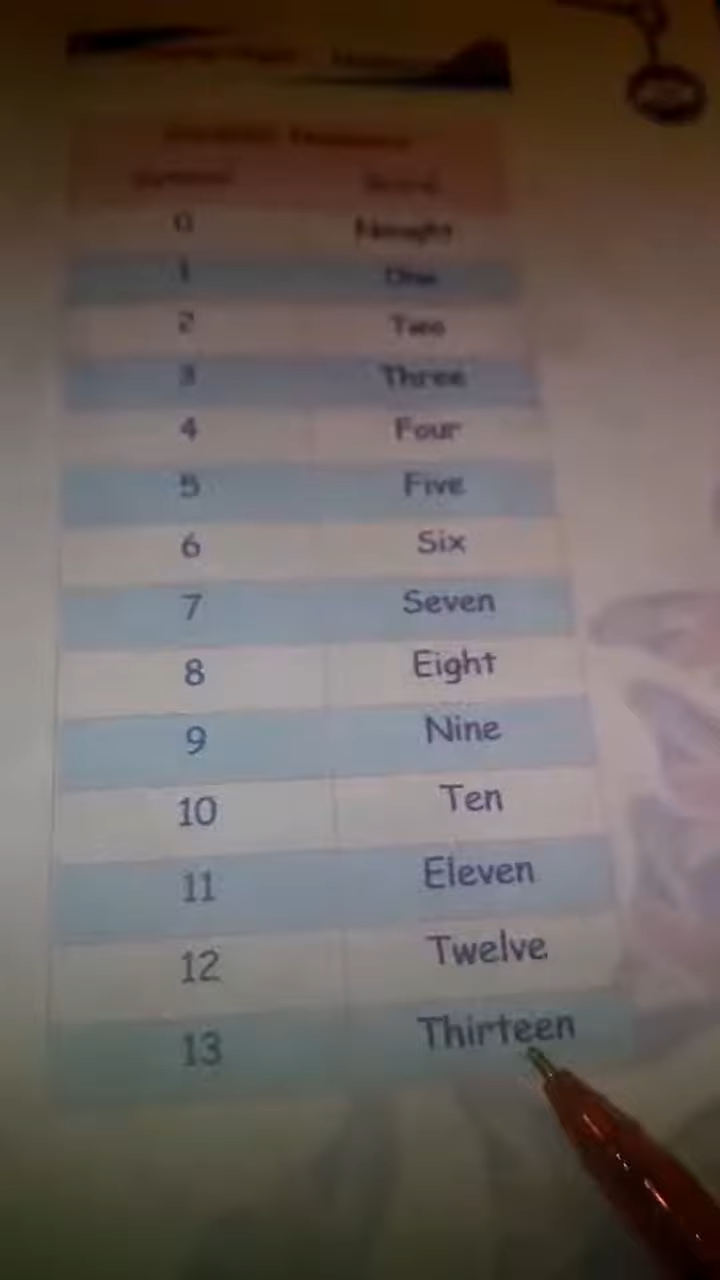 0 Nought
1 One
2 Two
3 Three
4 Four
5 Five
6 Six
7 Seven
8 Eight
9 Nine
10 Ten
11 Eleven
12 Twelve
13 Thirteen